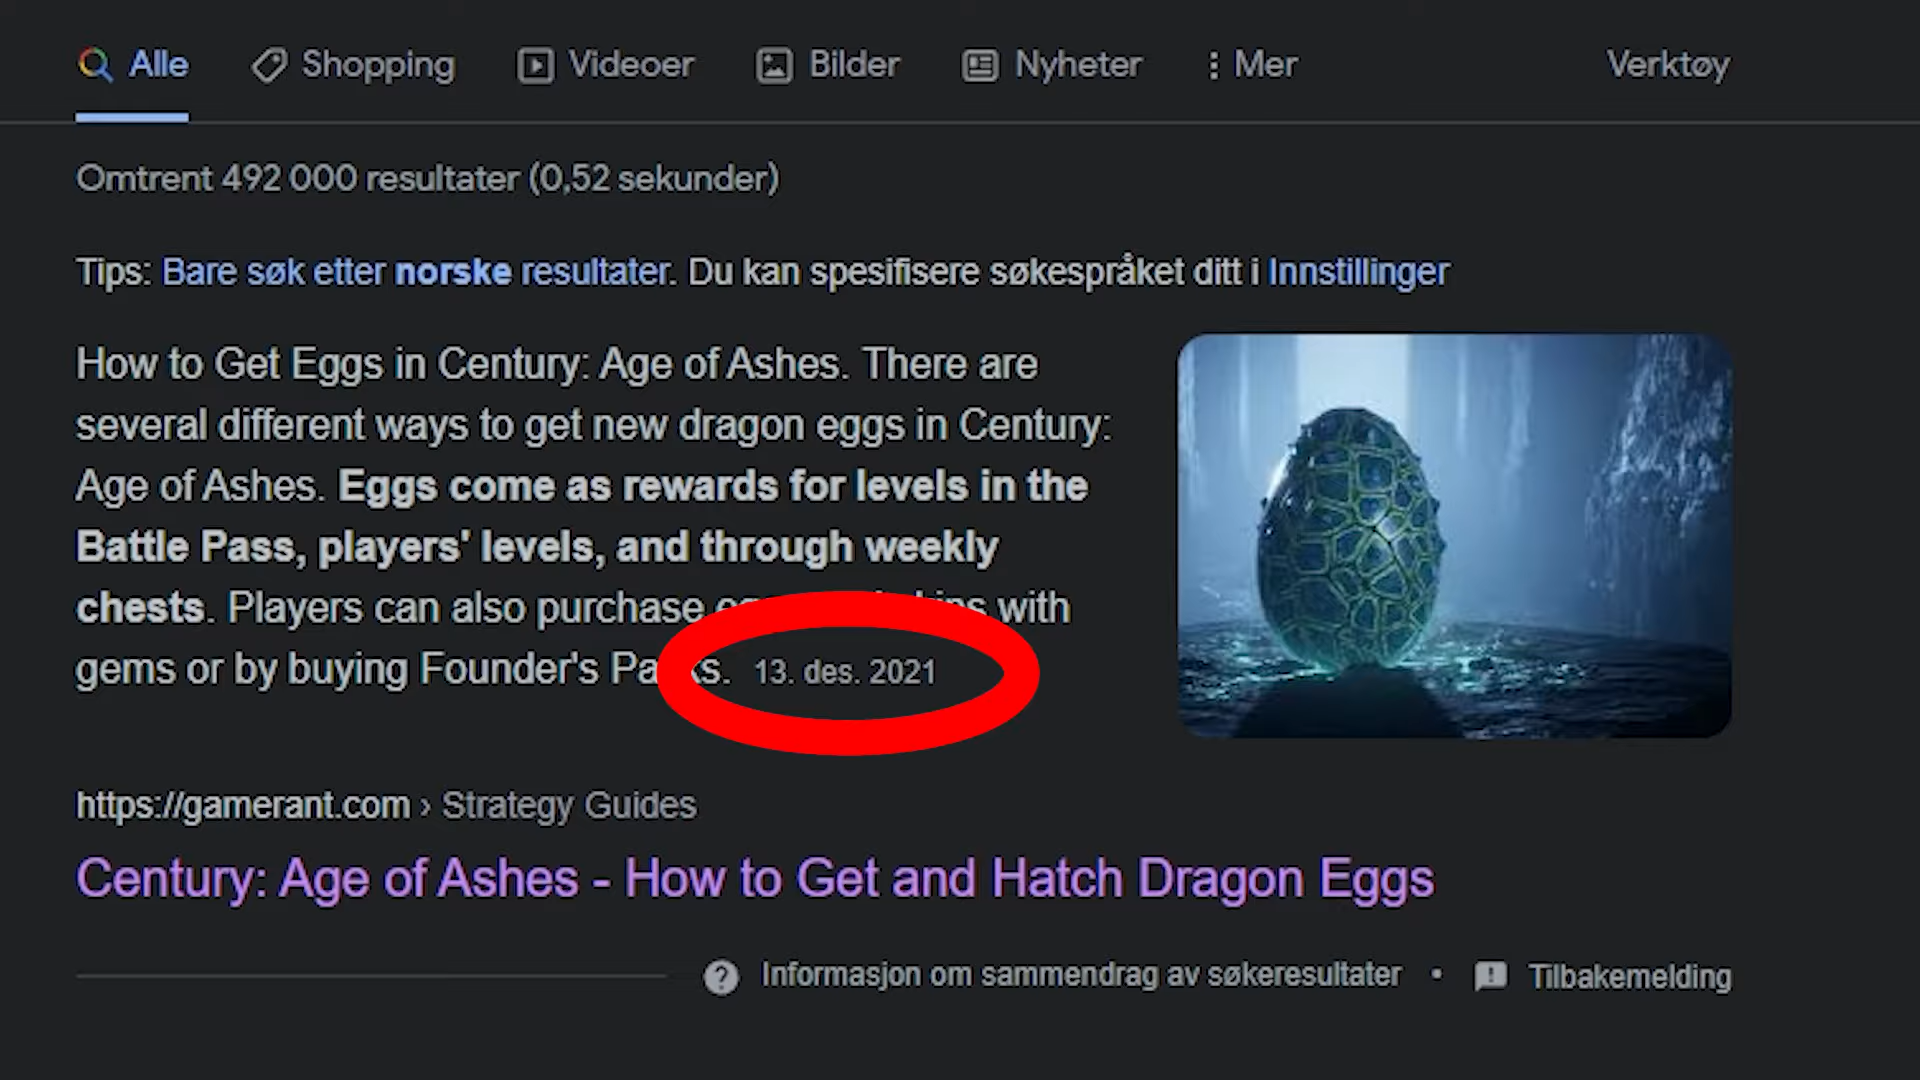 Alle Shopping Videoer Bilder Nyheter Mer Verktøy
Omtrent 492 000 resultater (0,52 sekunder)
Tips: Bare søk etter norske resultater. Du kan spesifisere søkespråket ditt i Innstillinger
How to Get Eggs in Century: Age of Ashes. There are
several different ways to get new dragon eggs in Century:
Age of Ashes. Eggs come as rewards for levels in the
Battle Pass, players' levels, and through weekly
chests. Players can also purchase with
gems or by buying Founder's Packs. 13. des. 2021
https://gamerant.com › Strategy Guides
Century: Age of Ashes - How to Get and Hatch Dragon Eggs
Informasjon om sammendrag av søkeresultater • Tilbakemelding